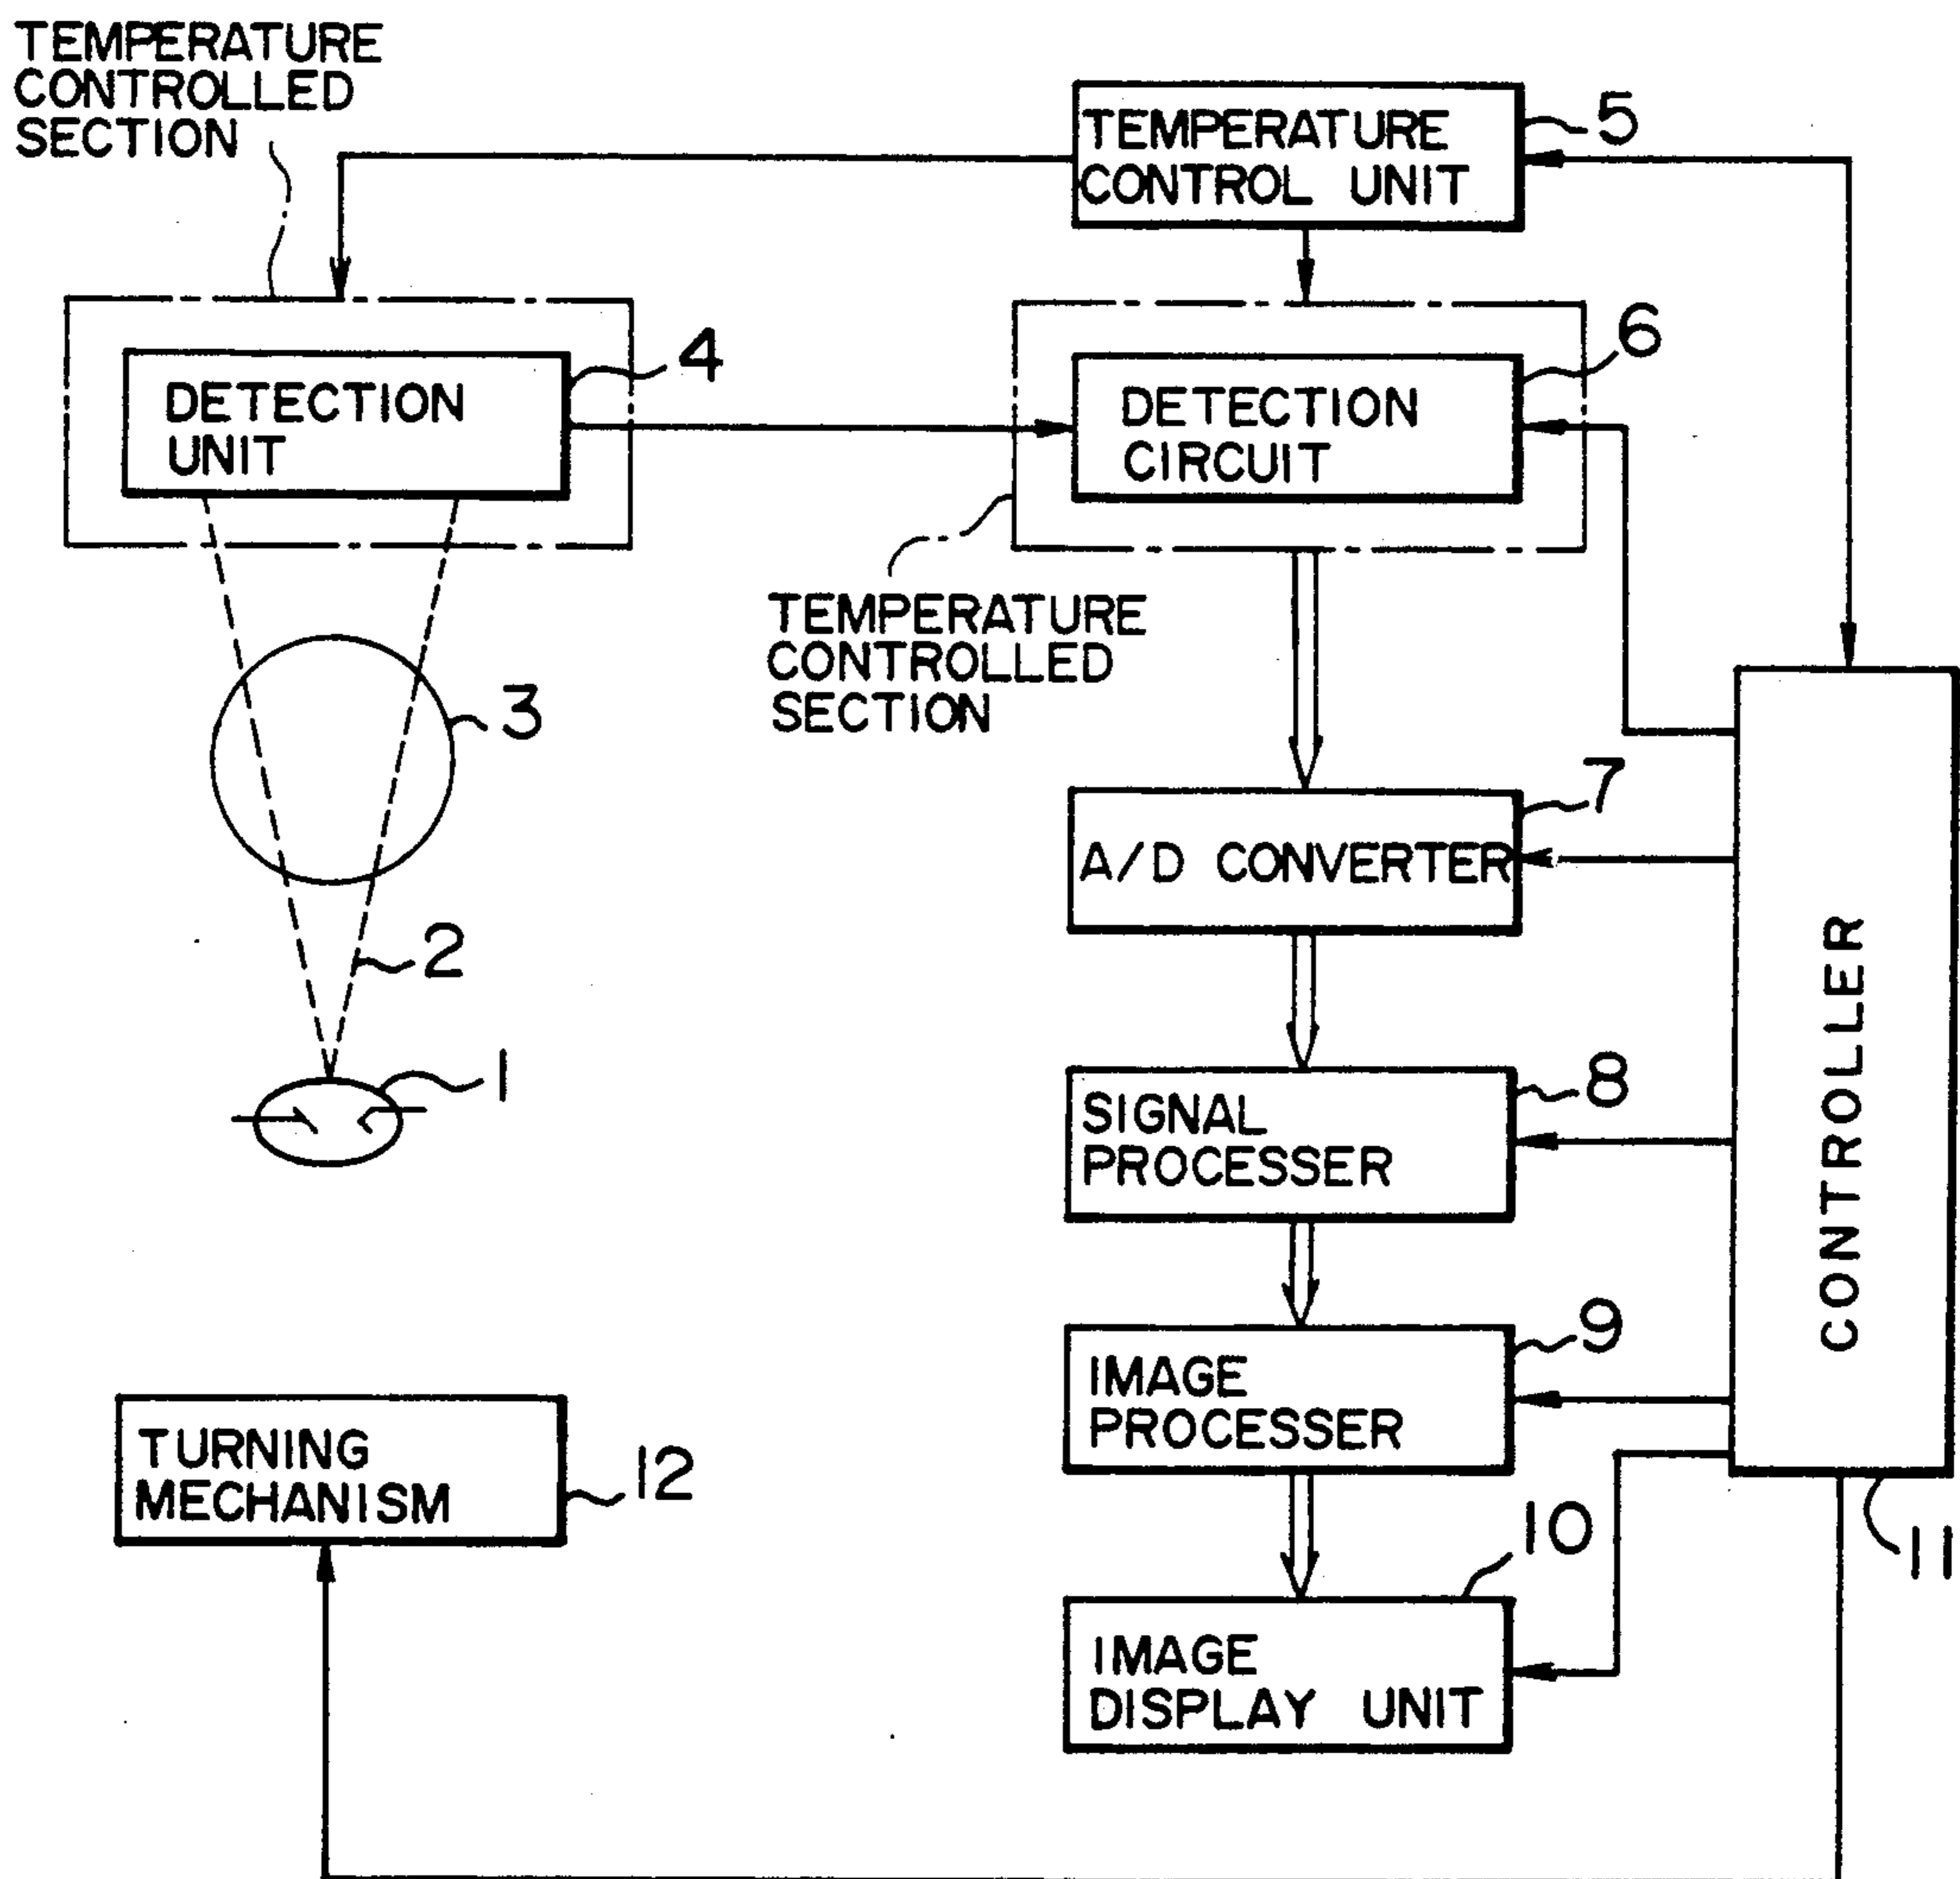 TEMPERATURE
CONTROLLED
SECTION
TEMPERATURE
CONTROL UNIT
5
DETECTION
UNIT
4
DETECTION
CIRCUIT
6
TEMPERATURE
CONTROLLED
SECTION
3
A/D CONVERTER
7
2
1
SIGNAL
PROCESSER
8
CONTROLLER
IMAGE
PROCESSER
9
TURNING
MECHANISM
12
10
11
IMAGE
DISPLAY UNIT